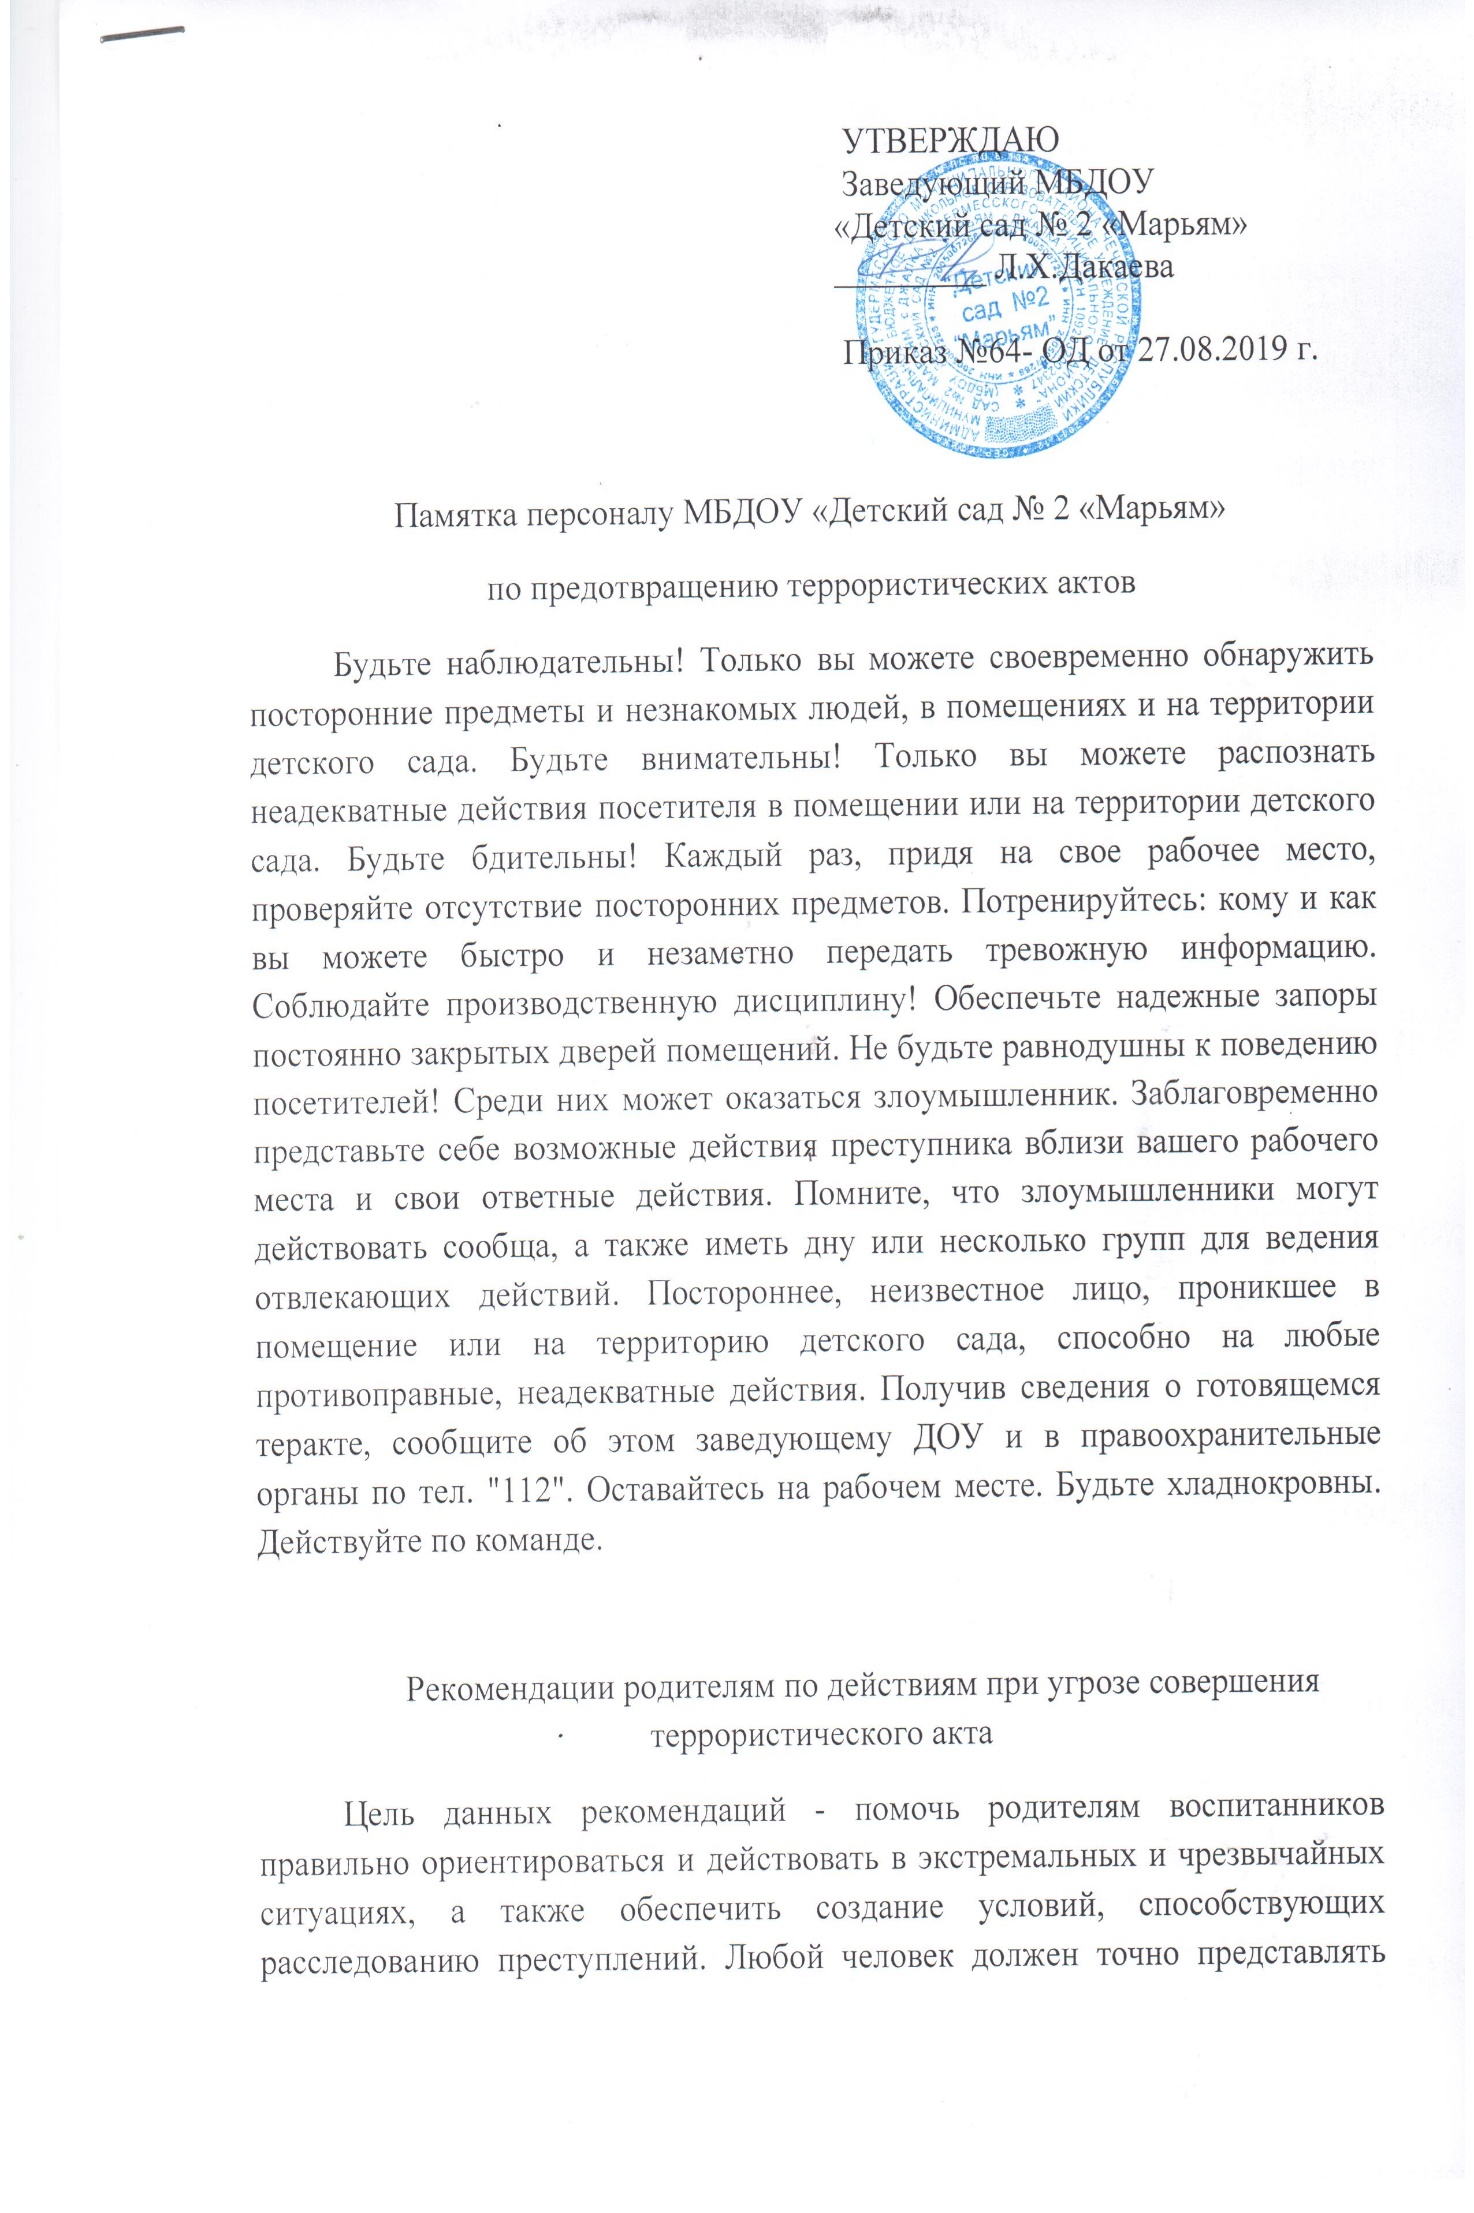 УТВЕРЖДАЮ
Заведующий МБДОУ
«Детский сад № 2 «Марьям»
____________ Л.Х.Дакаева
"Детский
сад №2
"Марьям"
Приказ №64- ОД от 27.08.2019 г.
Памятка персоналу МБДОУ «Детский сад № 2 «Марьям»
по предотвращению террористических актов
Будьте наблюдательны! Только вы можете своевременно обнаружить
посторонние предметы и незнакомых людей, в помещениях и на территории
детского сада. Будьте внимательны! Только вы можете распознать
неадекватные действия посетителя в помещении или на территории детского
сада. Будьте бдительны! Каждый раз, придя на свое рабочее место,
проверяйте отсутствие посторонних предметов. Потренируйтесь: кому и как
вы можете быстро и незаметно передать тревожную информацию.
Соблюдайте производственную дисциплину! Обеспечьте надежные запоры
постоянно закрытых дверей помещений. Не будьте равнодушны к поведению
посетителей! Среди них может оказаться злоумышленник. Заблаговременно
представьте себе возможные действия преступника вблизи вашего рабочего
места и свои ответные действия. Помните, что злоумышленники могут
действовать сообща, а также иметь дну или несколько групп для ведения
отвлекающих действий. Постороннее, неизвестное лицо, проникшее в
помещение или на территорию детского сада, способно на любые
противоправные, неадекватные действия. Получив сведения о готовящемся
теракте, сообщите об этом заведующему ДОУ и в правоохранительные
органы по тел. "112". Оставайтесь на рабочем месте. Будьте хладнокровны.
Действуйте по команде.
Рекомендации родителям по действиям при угрозе совершения
террористического акта
Цель данных рекомендаций - помочь родителям воспитанников
правильно ориентироваться и действовать в экстремальных и чрезвычайных
ситуациях, а также обеспечить создание условий, способствующих
расследованию преступлений. Любой человек должен точно представлять